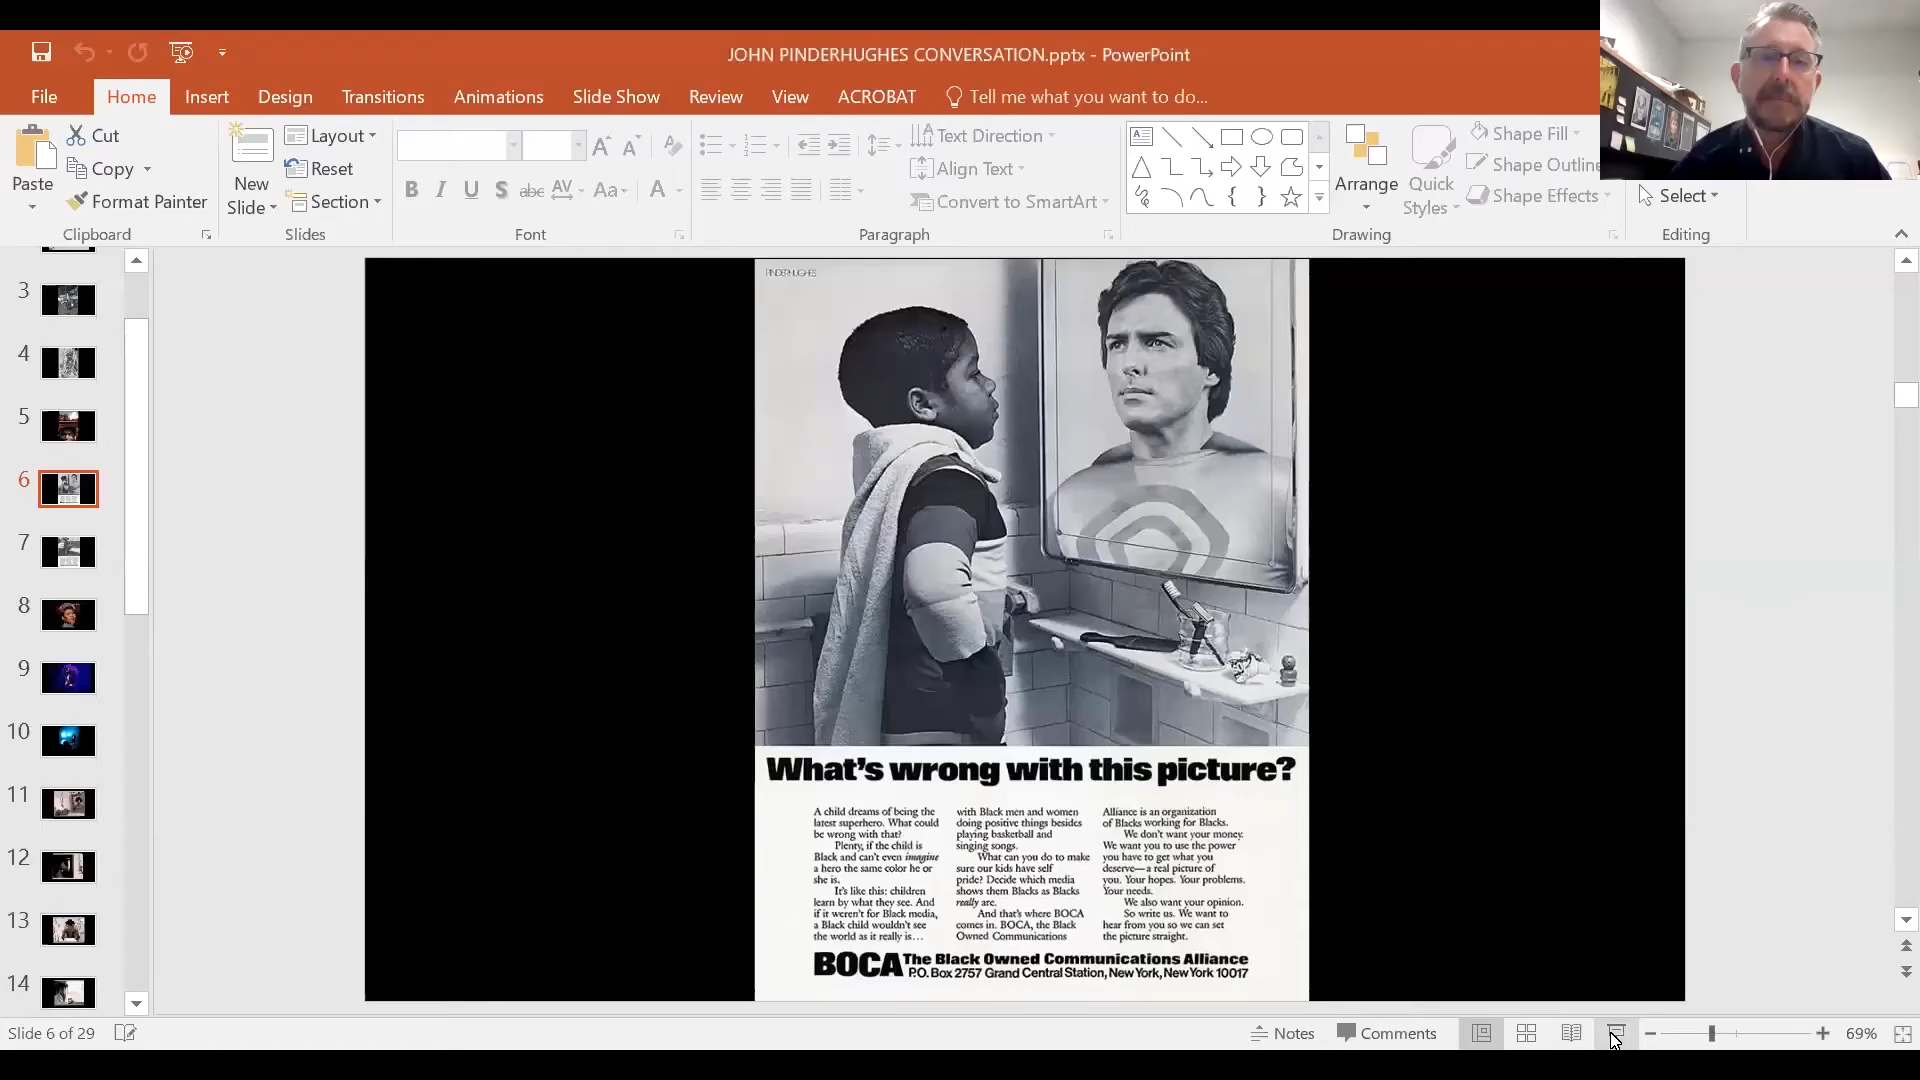 JOHN PINDERHUGHES CONVERSATION.pptx - PowerPoint
File Home Insert Design Transitions Animations Slide Show Review View ACROBAT Tell me what you want to do...
Paste
Cut
Copy
Format Painter
Clipboard
New
Slide
Layout
Reset
Section
Slides
B I U S abc AV Aa A
Font
Text Direction
Align Text
Convert to SmartArt
Paragraph
Arrange
Quick
Styles
Shape Fill
Shape Outline
Shape Effects
Drawing
Select
Editing
3
4
5
6
7
8
9
10
11
12
13
14
PINDERHUGHES
What's wrong with this picture?
A child dreams of being the
latest superhero. What could
be wrong with that?
Plenty, if the child is
Black and can't even imagine
a hero the same color he or
she is.
It's like this: children
learn by what they see. And
if it weren't for Black media,
a Black child wouldn't see
the world as it really is...
with Black men and women
doing positive things besides
playing basketball and
singing songs.
What can you do to make
sure our kids have self
pride? Decide which media
shows them Blacks as Blacks
really are.
And that's where BOCA
comes in. BOCA, the Black
Owned Communications
Alliance is an organization
of Blacks working for Blacks.
We don't want your money.
We want you to use the power
you have to get what you
deserve—a real picture of
you. Your hopes. Your problems.
Your needs.
We also want your opinion.
So write us. We want to
hear from you so we can set
the picture straight.
BOCA The Black Owned Communications Alliance
P.O. Box 2757 Grand Central Station, New York, New York 10017
Slide 6 of 29
Notes
Comments
69%